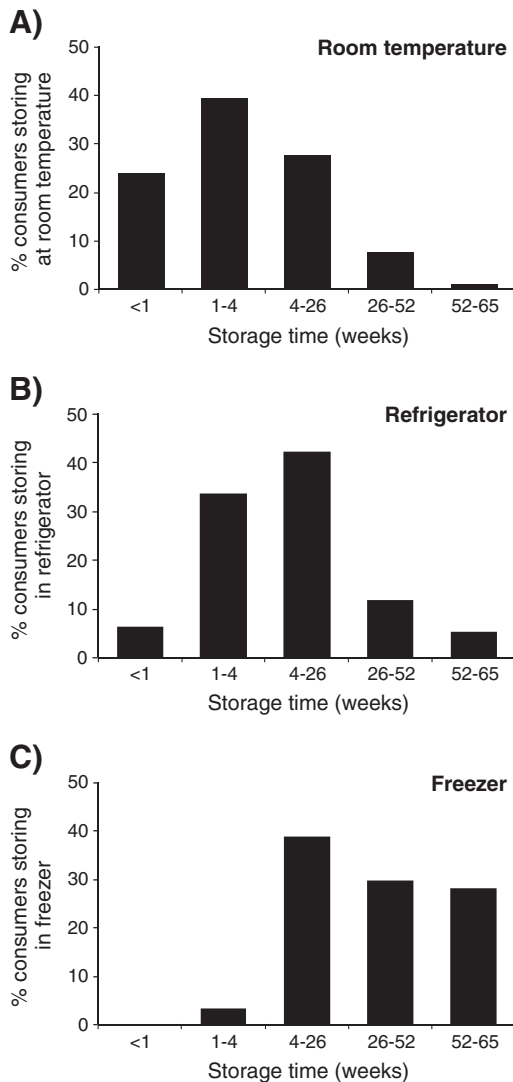 A)
Room temperature
% consumers storing
at room temperature
50
40
30
20
10
0
<1 1-4 4-26 26-52 52-65
Storage time (weeks)
B)
Refrigerator
% consumers storing
in refrigerator
50
40
30
20
10
0
<1 1-4 4-26 26-52 52-65
Storage time (weeks)
C)
Freezer
% consumers storing
in freezer
50
40
30
20
10
0
<1 1-4 4-26 26-52 52-65
Storage time (weeks)